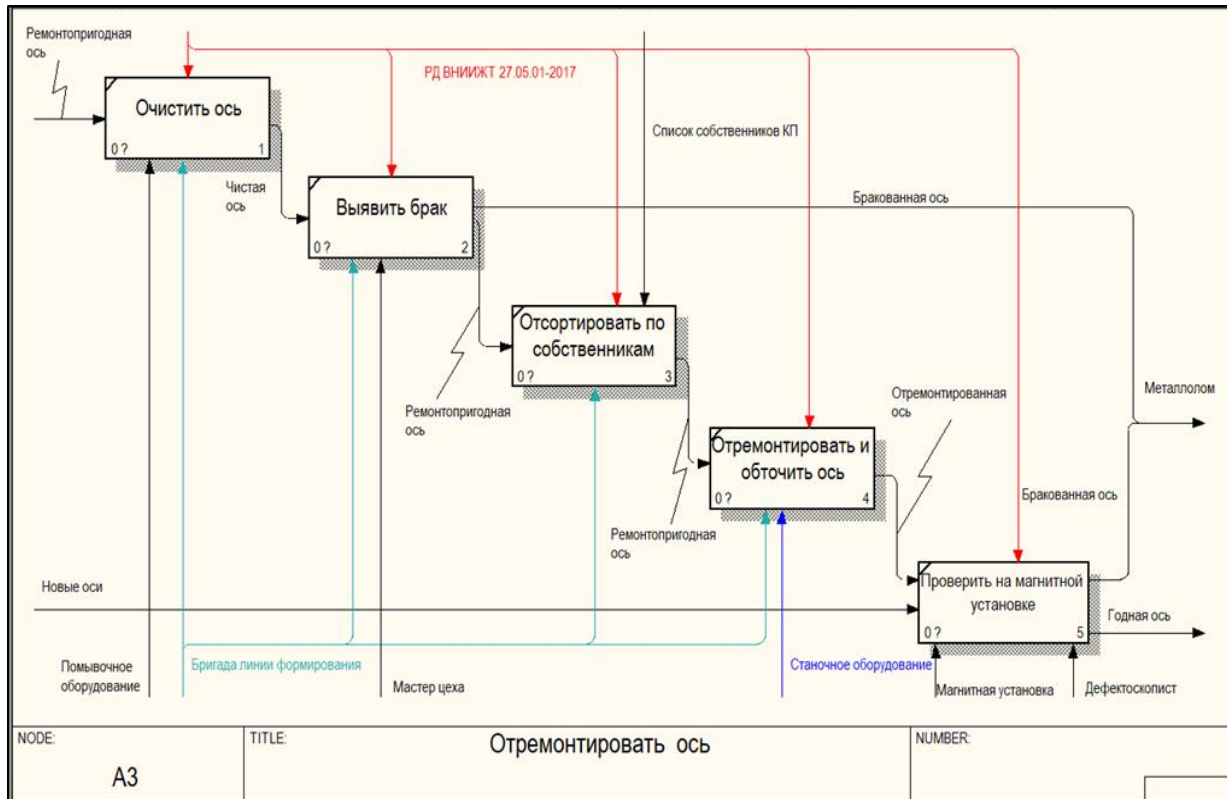 Ремонтопригодная
ось
РД ВНИИЖТ 27.05.01-2017
Очистить ось
0 ?
1
Список собственников КП
Чистая
ось
Выявить брак
0 ?
2
Бракованная ось
Отсортировать по
собственникам
0 ?
3
Ремонтопригодная
ось
Отремонтированная
ось
Металлолом
Отремонтировать и
обточить ось
0 ?
4
Бракованная ось
Ремонтопригодная
ось
Новые оси
Проверить на магнитной
установке
0 ?
5
Годная ось
Помывочное
оборудование
Бригада линии формирования
Мастер цеха
Станочное оборудование
Магнитная установка
Дефектоскопист
NODE:
A3
TITLE:
Отремонтировать ось
NUMBER: